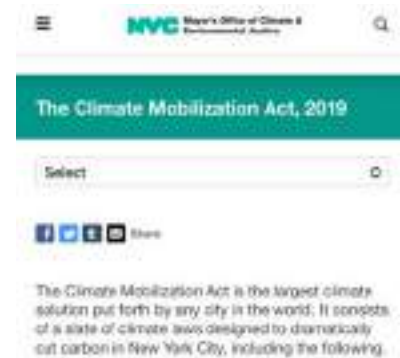 NYC Mayor's Office of Climate &
Environmental Justice
The Climate Mobilization Act, 2019
Select
Share
The Climate Mobilization Act is the largest climate
solution put forth by any city in the world. It consists
of a slate of climate laws designed to dramatically
cut carbon in New York City, including the following.